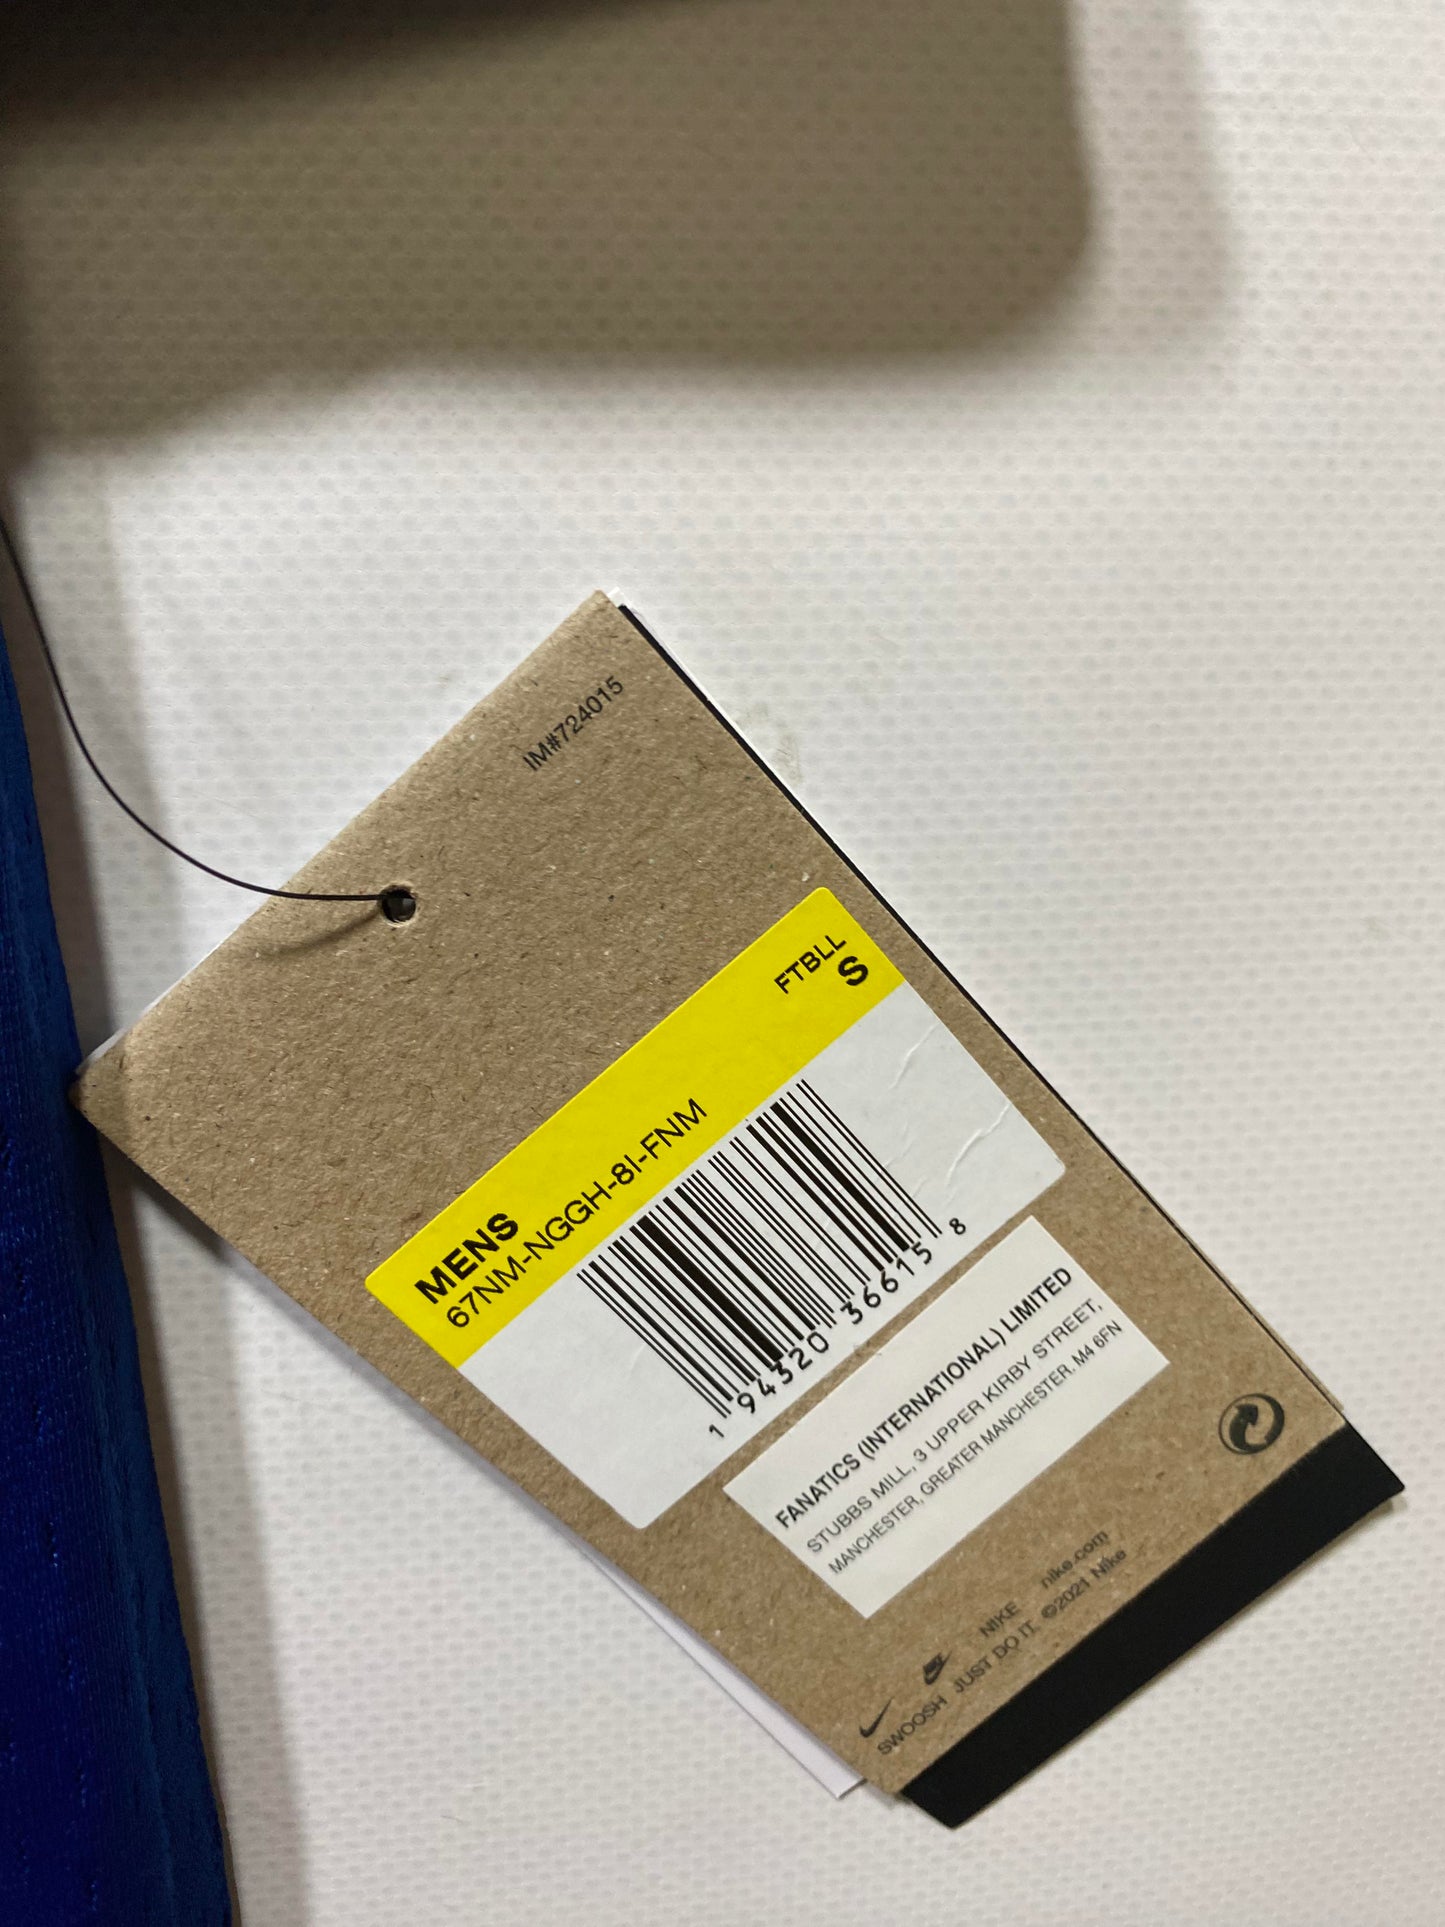 IM#724015
FTBLL
MENS S
67NM-NGGH-8I-FNM
1 94320 36615 8
FANATICS (INTERNATIONAL) LIMITED
STUBBS MILL, 3 UPPER KIRBY STREET,
MANCHESTER, GREATER MANCHESTER. M4 6FN
NIKE nike.com
SWOOSH JUST DO IT. ©2021 Nike